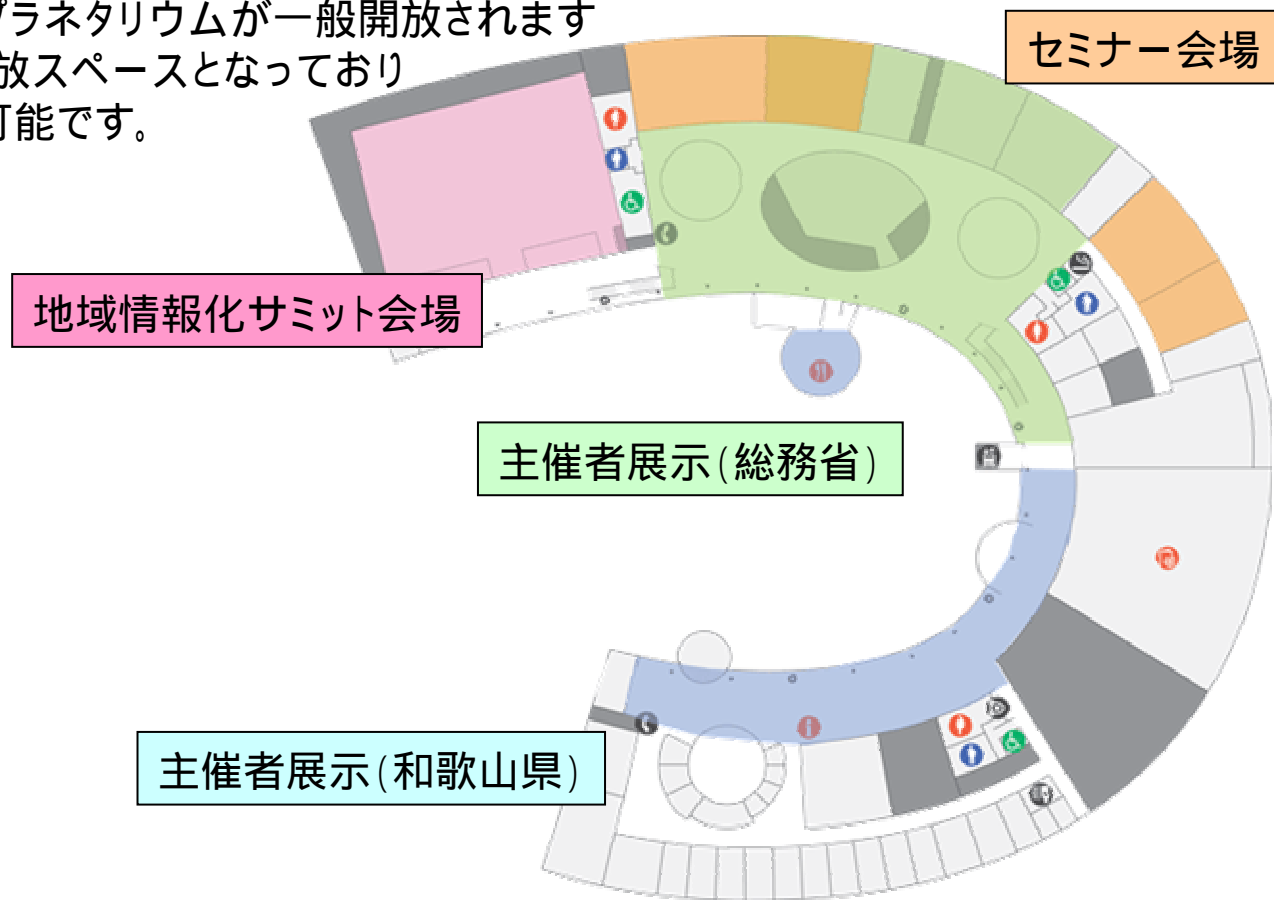 プラネタリウムが一般開放されます
放スペースとなっており
可能です。
セミナー会場
地域情報化サミット会場
主催者展示(総務省)
主催者展示(和歌山県)